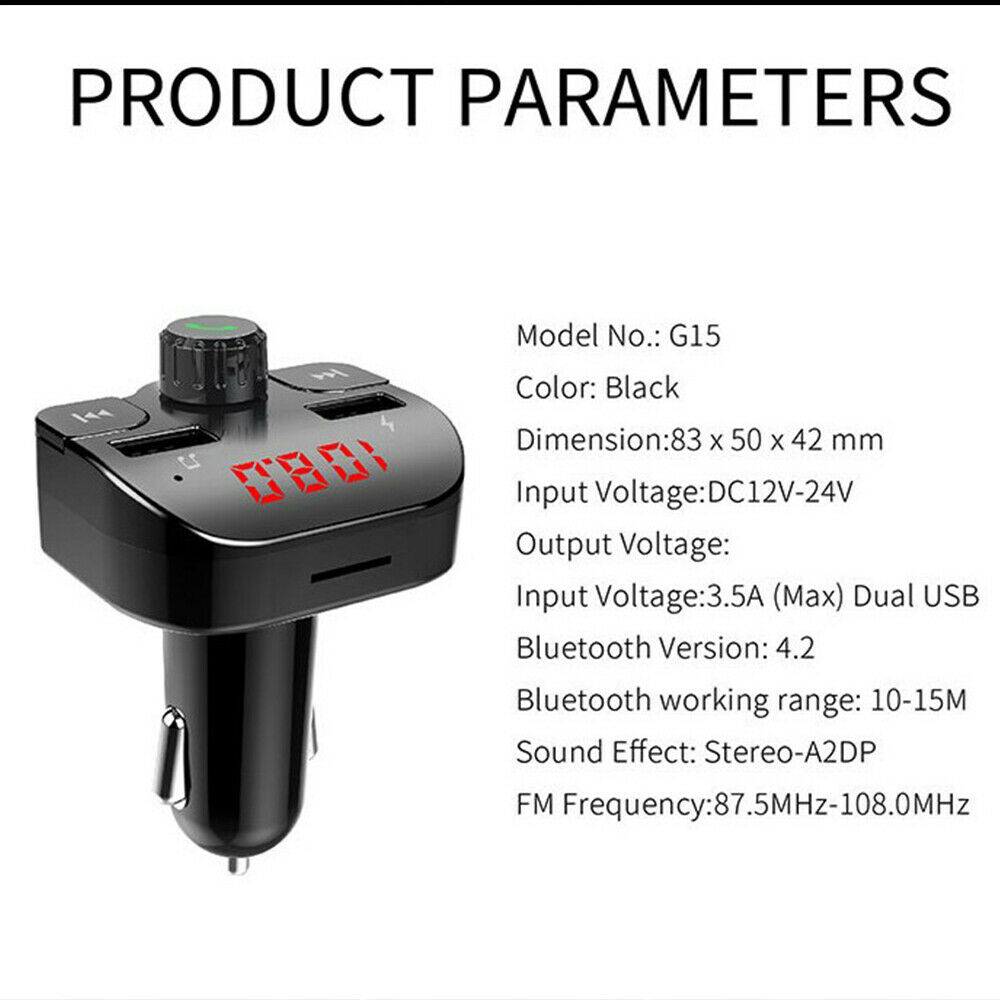 PRODUCT PARAMETERS
Model No.: G15
Color: Black
Dimension:83 x 50 x 42 mm
Input Voltage:DC12V-24V
Output Voltage:
Input Voltage:3.5A (Max) Dual USB
Bluetooth Version: 4.2
Bluetooth working range: 10-15M
Sound Effect: Stereo-A2DP
FM Frequency:87.5MHz-108.0MHz